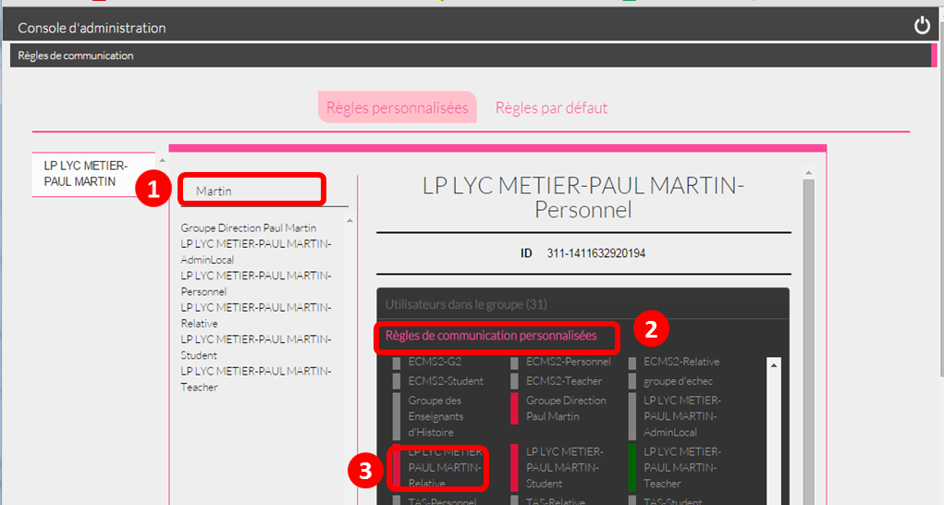 Console d'administration
Règles de communication
Règles personnalisées
Règles par défaut
LP LYC METIER-
PAUL MARTIN
1
Martin
Groupe Direction Paul Martin
LP LYC METIER-PAUL MARTIN-
AdminLocal
LP LYC METIER-PAUL MARTIN-
Personnel
LP LYC METIER-PAUL MARTIN-
Relative
LP LYC METIER-PAUL MARTIN-
Student
LP LYC METIER-PAUL MARTIN-
Teacher
LP LYC METIER-PAUL MARTIN-
Personnel
ID 311-1411632920194
Utilisateurs dans le groupe (31)
Règles de communication personnalisées
2
ECMS2-G2
ECMS2-Personnel
ECMS2-Relative
ECMS2-Student
ECMS2-Teacher
groupe d'echec
Groupe des
Enseignants
d'Histoire
Groupe Direction
Paul Martin
LP LYC METIER-
PAUL MARTIN-
AdminLocal
3
LP LYC METIER-
PAUL MARTIN-
Relative
LP LYC METIER-
PAUL MARTIN-
Student
LP LYC METIER-
PAUL MARTIN-
Teacher
TAS-Personnel
TAS-Relative
TAS-Student